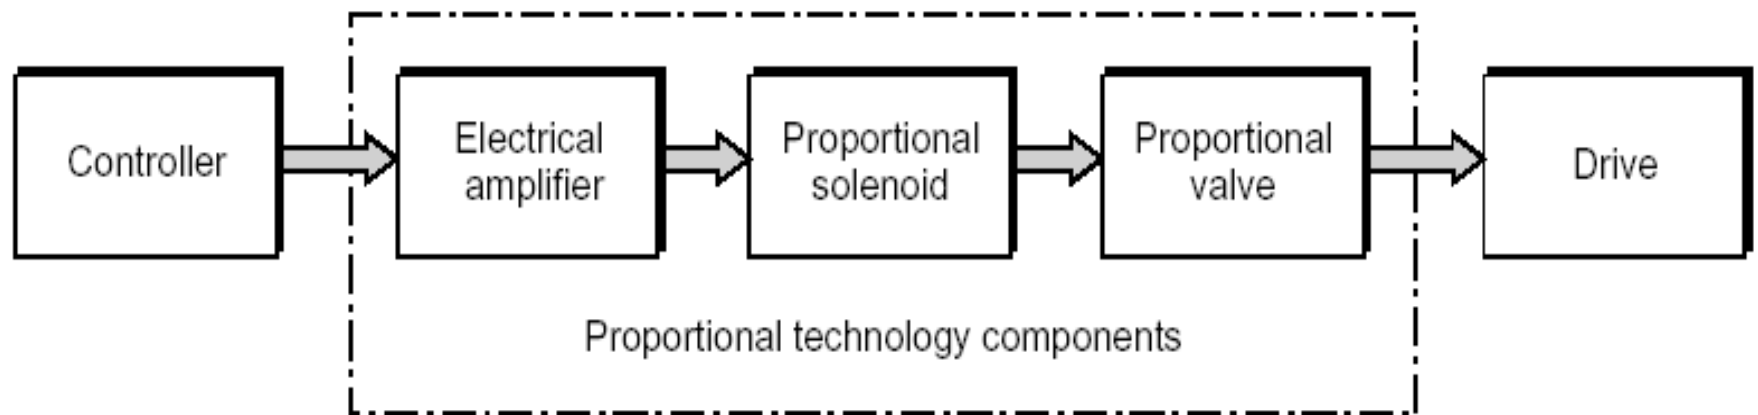 Controller
Electrical
amplifier
Proportional
solenoid
Proportional
valve
Drive
Proportional technology components